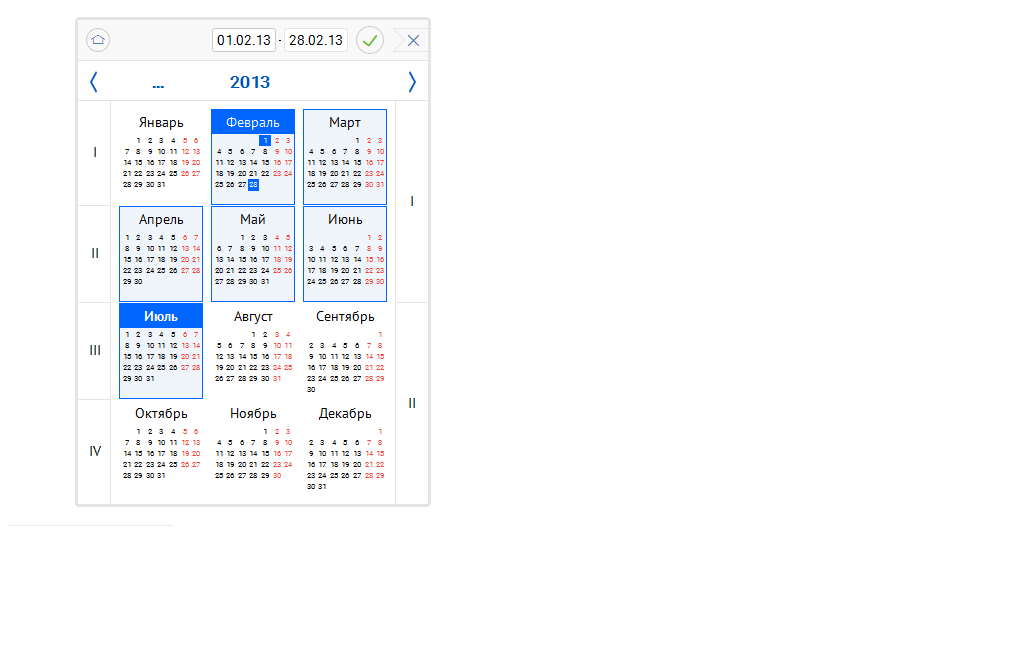 01.02.13 - 28.02.13
... 2013
I
Январь
1 2 3 4 5 6
7 8 9 10 11 12 13
14 15 16 17 18 19 20
21 22 23 24 25 26 27
28 29 30 31
Февраль
1 2 3
4 5 6 7 8 9 10
11 12 13 14 15 16 17
18 19 20 21 22 23 24
25 26 27 28
Март
1 2 3
4 5 6 7 8 9 10
11 12 13 14 15 16 17
18 19 20 21 22 23 24
25 26 27 28 29 30 31
I
II
Апрель
1 2 3 4 5 6 7
8 9 10 11 12 13 14
15 16 17 18 19 20 21
22 23 24 25 26 27 28
29 30
Май
1 2 3 4 5
6 7 8 9 10 11 12
13 14 15 16 17 18 19
20 21 22 23 24 25 26
27 28 29 30 31
Июнь
1 2
3 4 5 6 7 8 9
10 11 12 13 14 15 16
17 18 19 20 21 22 23
24 25 26 27 28 29 30
III
Июль
1 2 3 4 5 6 7
8 9 10 11 12 13 14
15 16 17 18 19 20 21
22 23 24 25 26 27 28
29 30 31
Август
1 2 3 4
5 6 7 8 9 10 11
12 13 14 15 16 17 18
19 20 21 22 23 24 25
26 27 28 29 30 31
Сентябрь
1
2 3 4 5 6 7 8
9 10 11 12 13 14 15
16 17 18 19 20 21 22
23 24 25 26 27 28 29
30
II
IV
Октябрь
1 2 3 4 5 6
7 8 9 10 11 12 13
14 15 16 17 18 19 20
21 22 23 24 25 26 27
28 29 30 31
Ноябрь
1 2 3
4 5 6 7 8 9 10
11 12 13 14 15 16 17
18 19 20 21 22 23 24
25 26 27 28 29 30
Декабрь
1
2 3 4 5 6 7 8
9 10 11 12 13 14 15
16 17 18 19 20 21 22
23 24 25 26 27 28 29
30 31